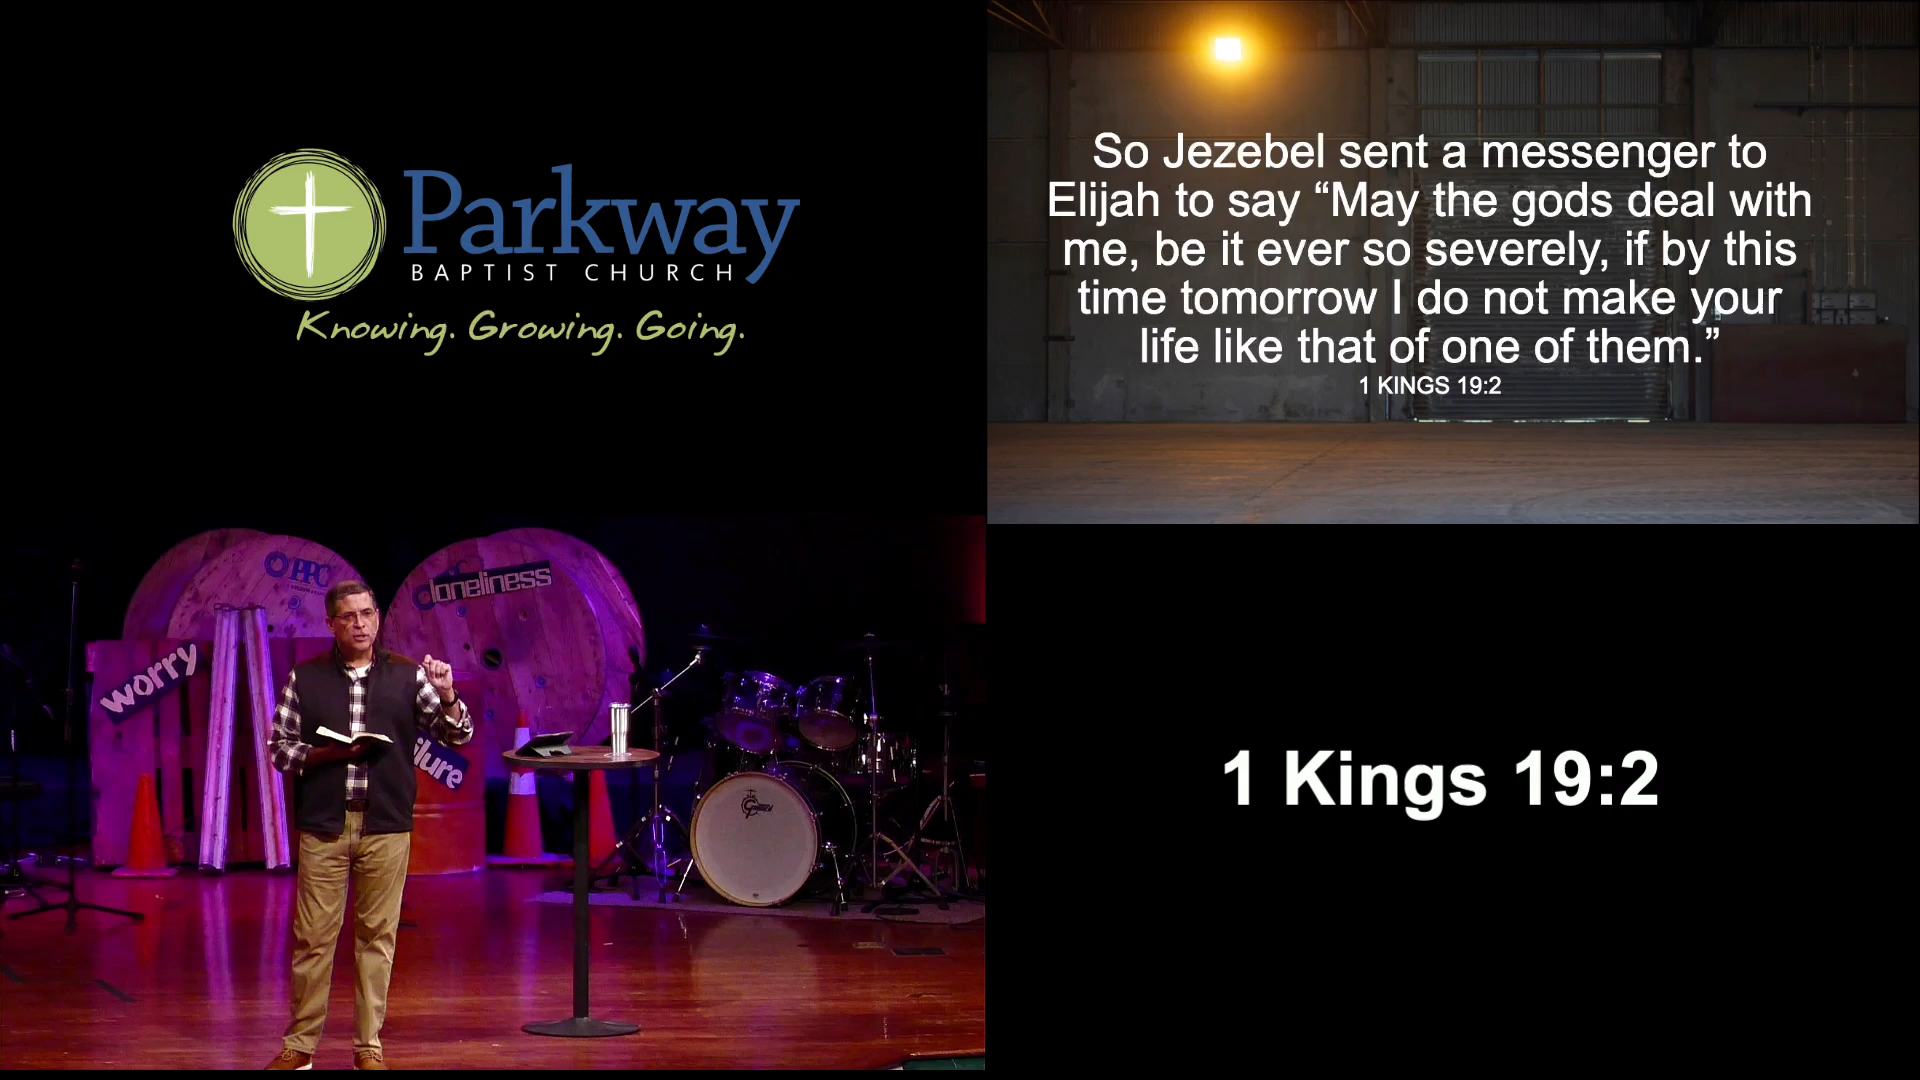 Parkway
BAPTIST CHURCH
Knowing. Growing. Going.
So Jezebel sent a messenger to
Elijah to say “May the gods deal with
me, be it ever so severely, if by this
time tomorrow I do not make your
life like that of one of them.”
1 KINGS 19:2
PPC
loneliness
worry
ilure
1 Kings 19:2